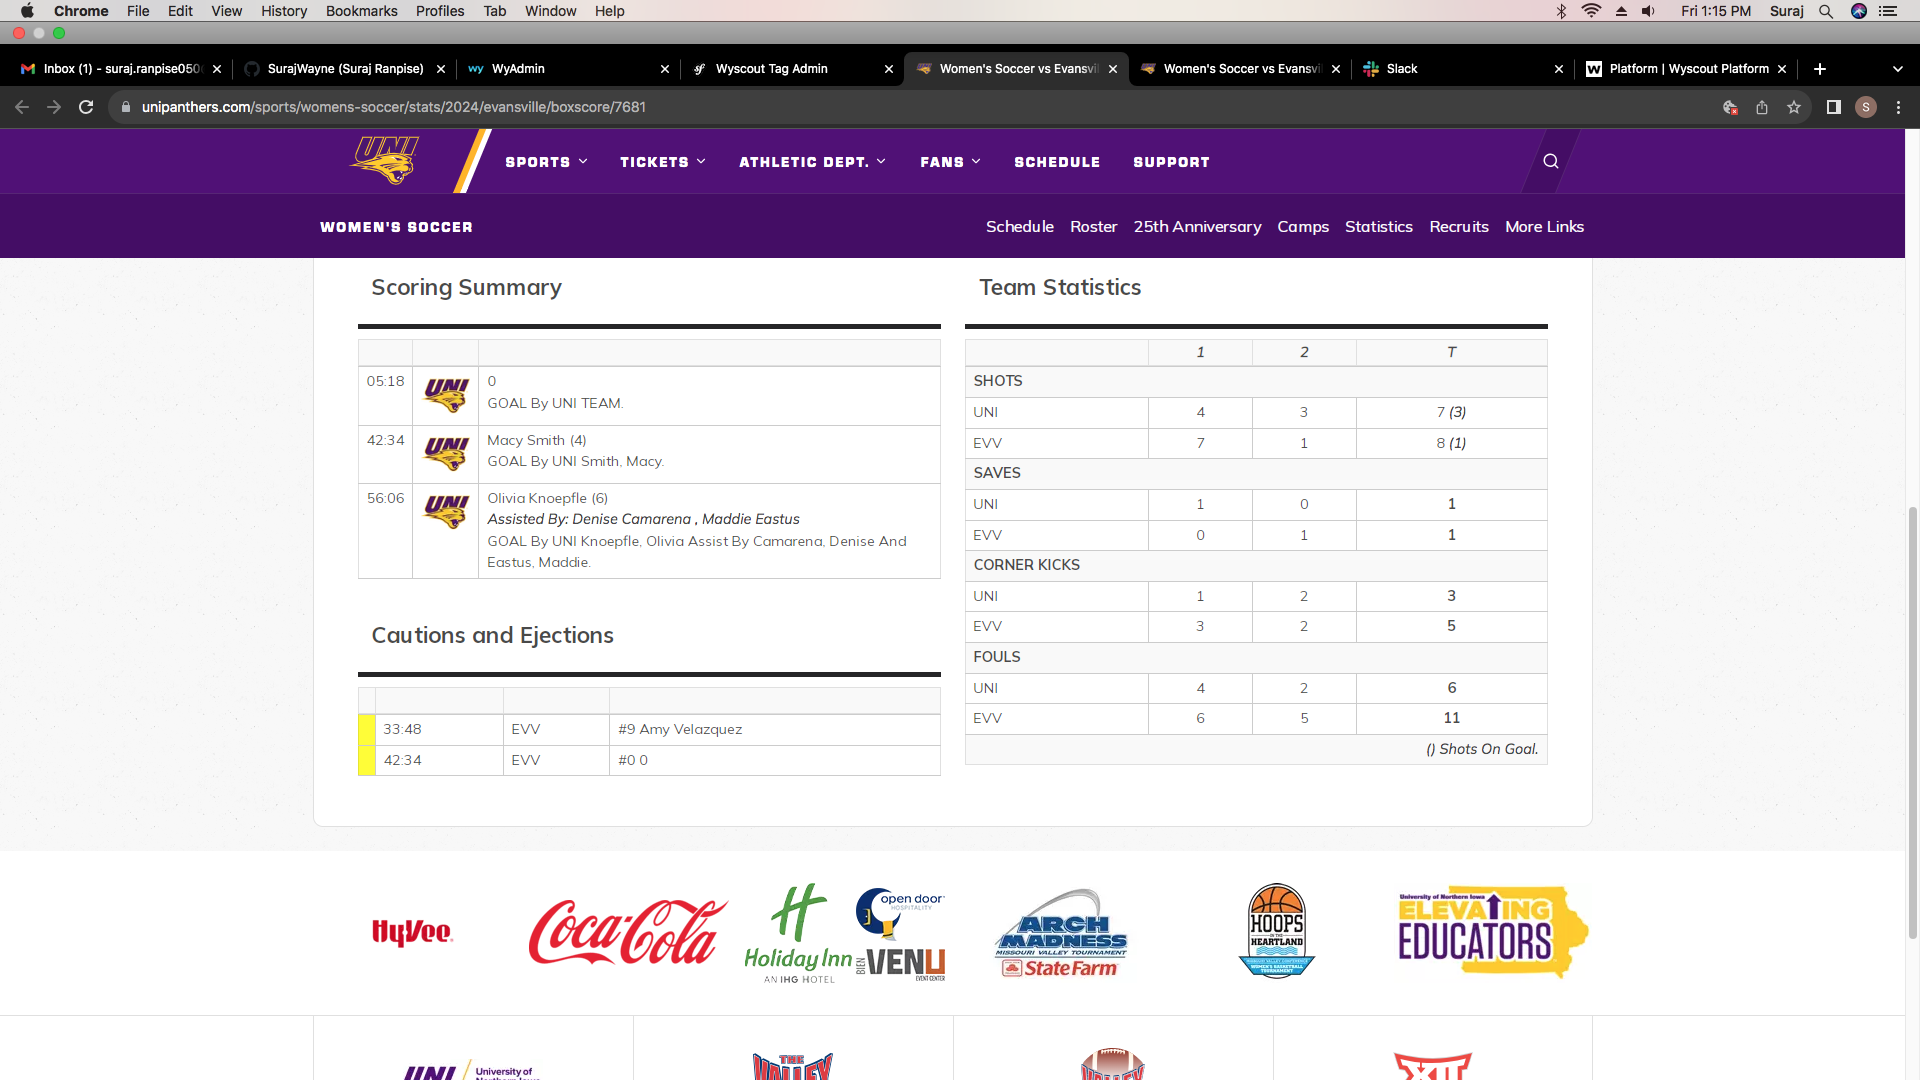 Chrome File Edit View History Bookmarks Profiles Tab Window Help Fri 1:15 PM Suraj
Inbox (1) - suraj.ranpise050 SurajWayne (Suraj Ranpise) wy WyAdmin Wyscout Tag Admin Women's Soccer vs Evansvil Women's Soccer vs Evansvil Slack W Platform | Wyscout Platform
unipanthers.com/sports/womens-soccer/stats/2024/evansville/boxscore/7681 S
UNI SPORTS TICKETS ATHLETIC DEPT. FANS SCHEDULE SUPPORT
WOMEN'S SOCCER Schedule Roster 25th Anniversary Camps Statistics Recruits More Links
Scoring Summary
05:18 UNI 0
GOAL By UNI TEAM.
42:34 UNI Macy Smith (4)
GOAL By UNI Smith, Macy.
56:06 UNI Olivia Knoepfle (6)
Assisted By: Denise Camarena , Maddie Eastus
GOAL By UNI Knoepfle, Olivia Assist By Camarena, Denise And
Eastus, Maddie.
Cautions and Ejections
33:48 EVV #9 Amy Velazquez
42:34 EVV #0 0
Team Statistics
1 2 T
SHOTS
UNI 4 3 7 (3)
EVV 7 1 8 (1)
SAVES
UNI 1 0 1
EVV 0 1 1
CORNER KICKS
UNI 1 2 3
EVV 3 2 5
FOULS
UNI 4 2 6
EVV 6 5 11
() Shots On Goal.
HyVee
Coca-Cola
Holiday Inn
AN IHG HOTEL
open door
HOSPITALITY
BIEN VENU
EVENT CENTER
ARCH
MADNESS
MISSOURI VALLEY TOURNAMENT
State Farm
HOOPS
IN THE
HEARTLAND
WOMEN'S BASKETBALL
TOURNAMENT
University of Northern Iowa
ELEVATING
EDUCATORS
UNI University of
Northern Iowa
THE
VALLEY
VALLEY
XII